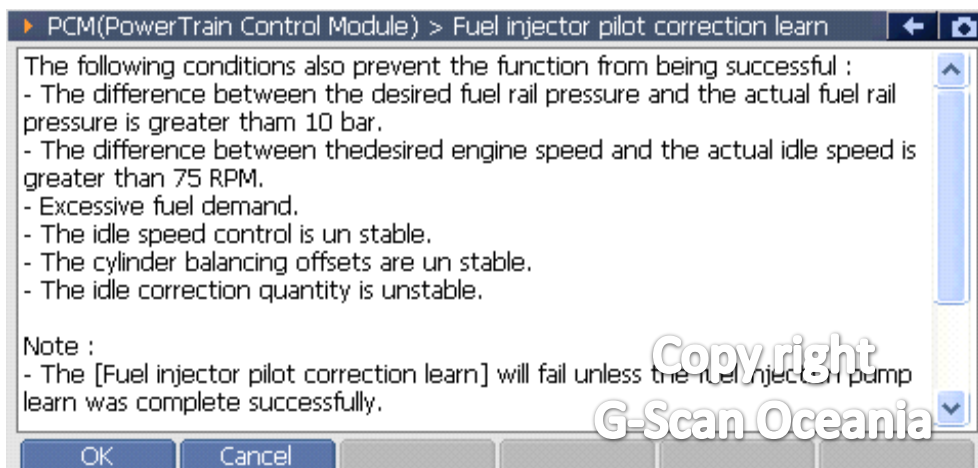 PCM(PowerTrain Control Module) > Fuel injector pilot correction learn
The following conditions also prevent the function from being successful :
- The difference between the desired fuel rail pressure and the actual fuel rail
pressure is greater tham 10 bar.
- The difference between thedesired engine speed and the actual idle speed is
greater than 75 RPM.
- Excessive fuel demand.
- The idle speed control is un stable.
- The cylinder balancing offsets are un stable.
- The idle correction quantity is unstable.
Note :
- The [Fuel injector pilot correction learn] will fail unless the fuel injection pump
learn was complete successfully.
Copy right
G-Scan Oceania
OK Cancel